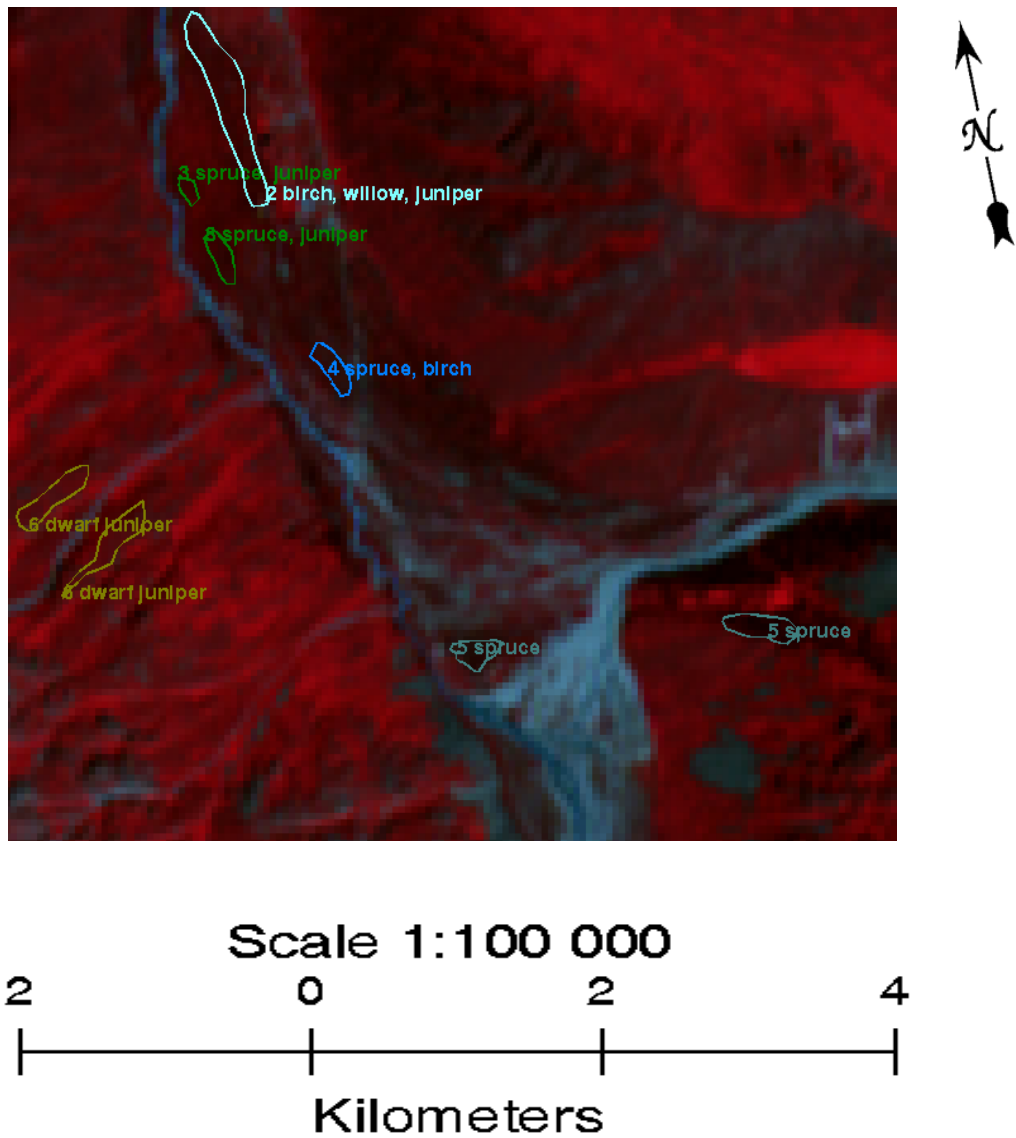 N
3 spruce, juniper
2 birch, willow, juniper
3 spruce, juniper
4 spruce, birch
6 dwarf juniper
6 dwarf juniper
5 spruce
5 spruce
Scale 1:100 000
2 0 2 4
Kilometers